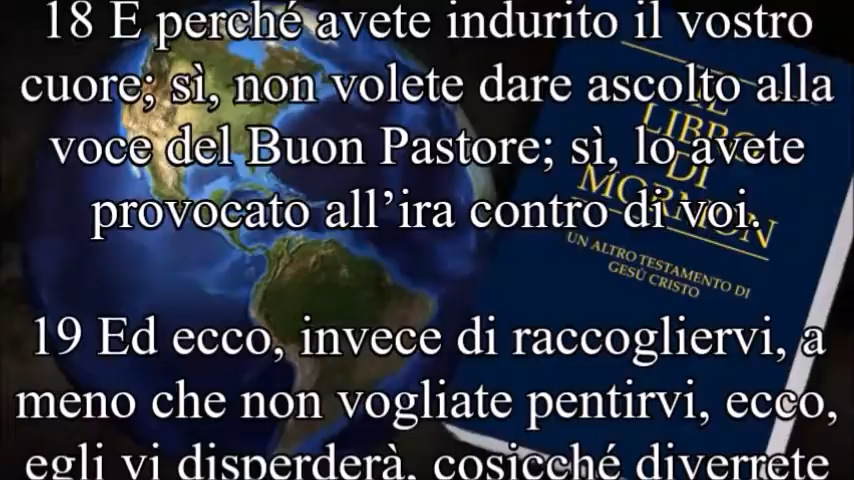 18 E perché avete indurito il vostro
cuore; sì, non volete dare ascolto alla
voce del Buon Pastore; sì, lo avete
provocato all’ira contro di voi.
19 Ed ecco, invece di raccogliervi, a
meno che non vogliate pentirvi, ecco,
egli vi disperderà, cosicché diverrete
IL
LIBRO
DI
MORMON
UN ALTRO TESTAMENTO DI
GESÙ CRISTO